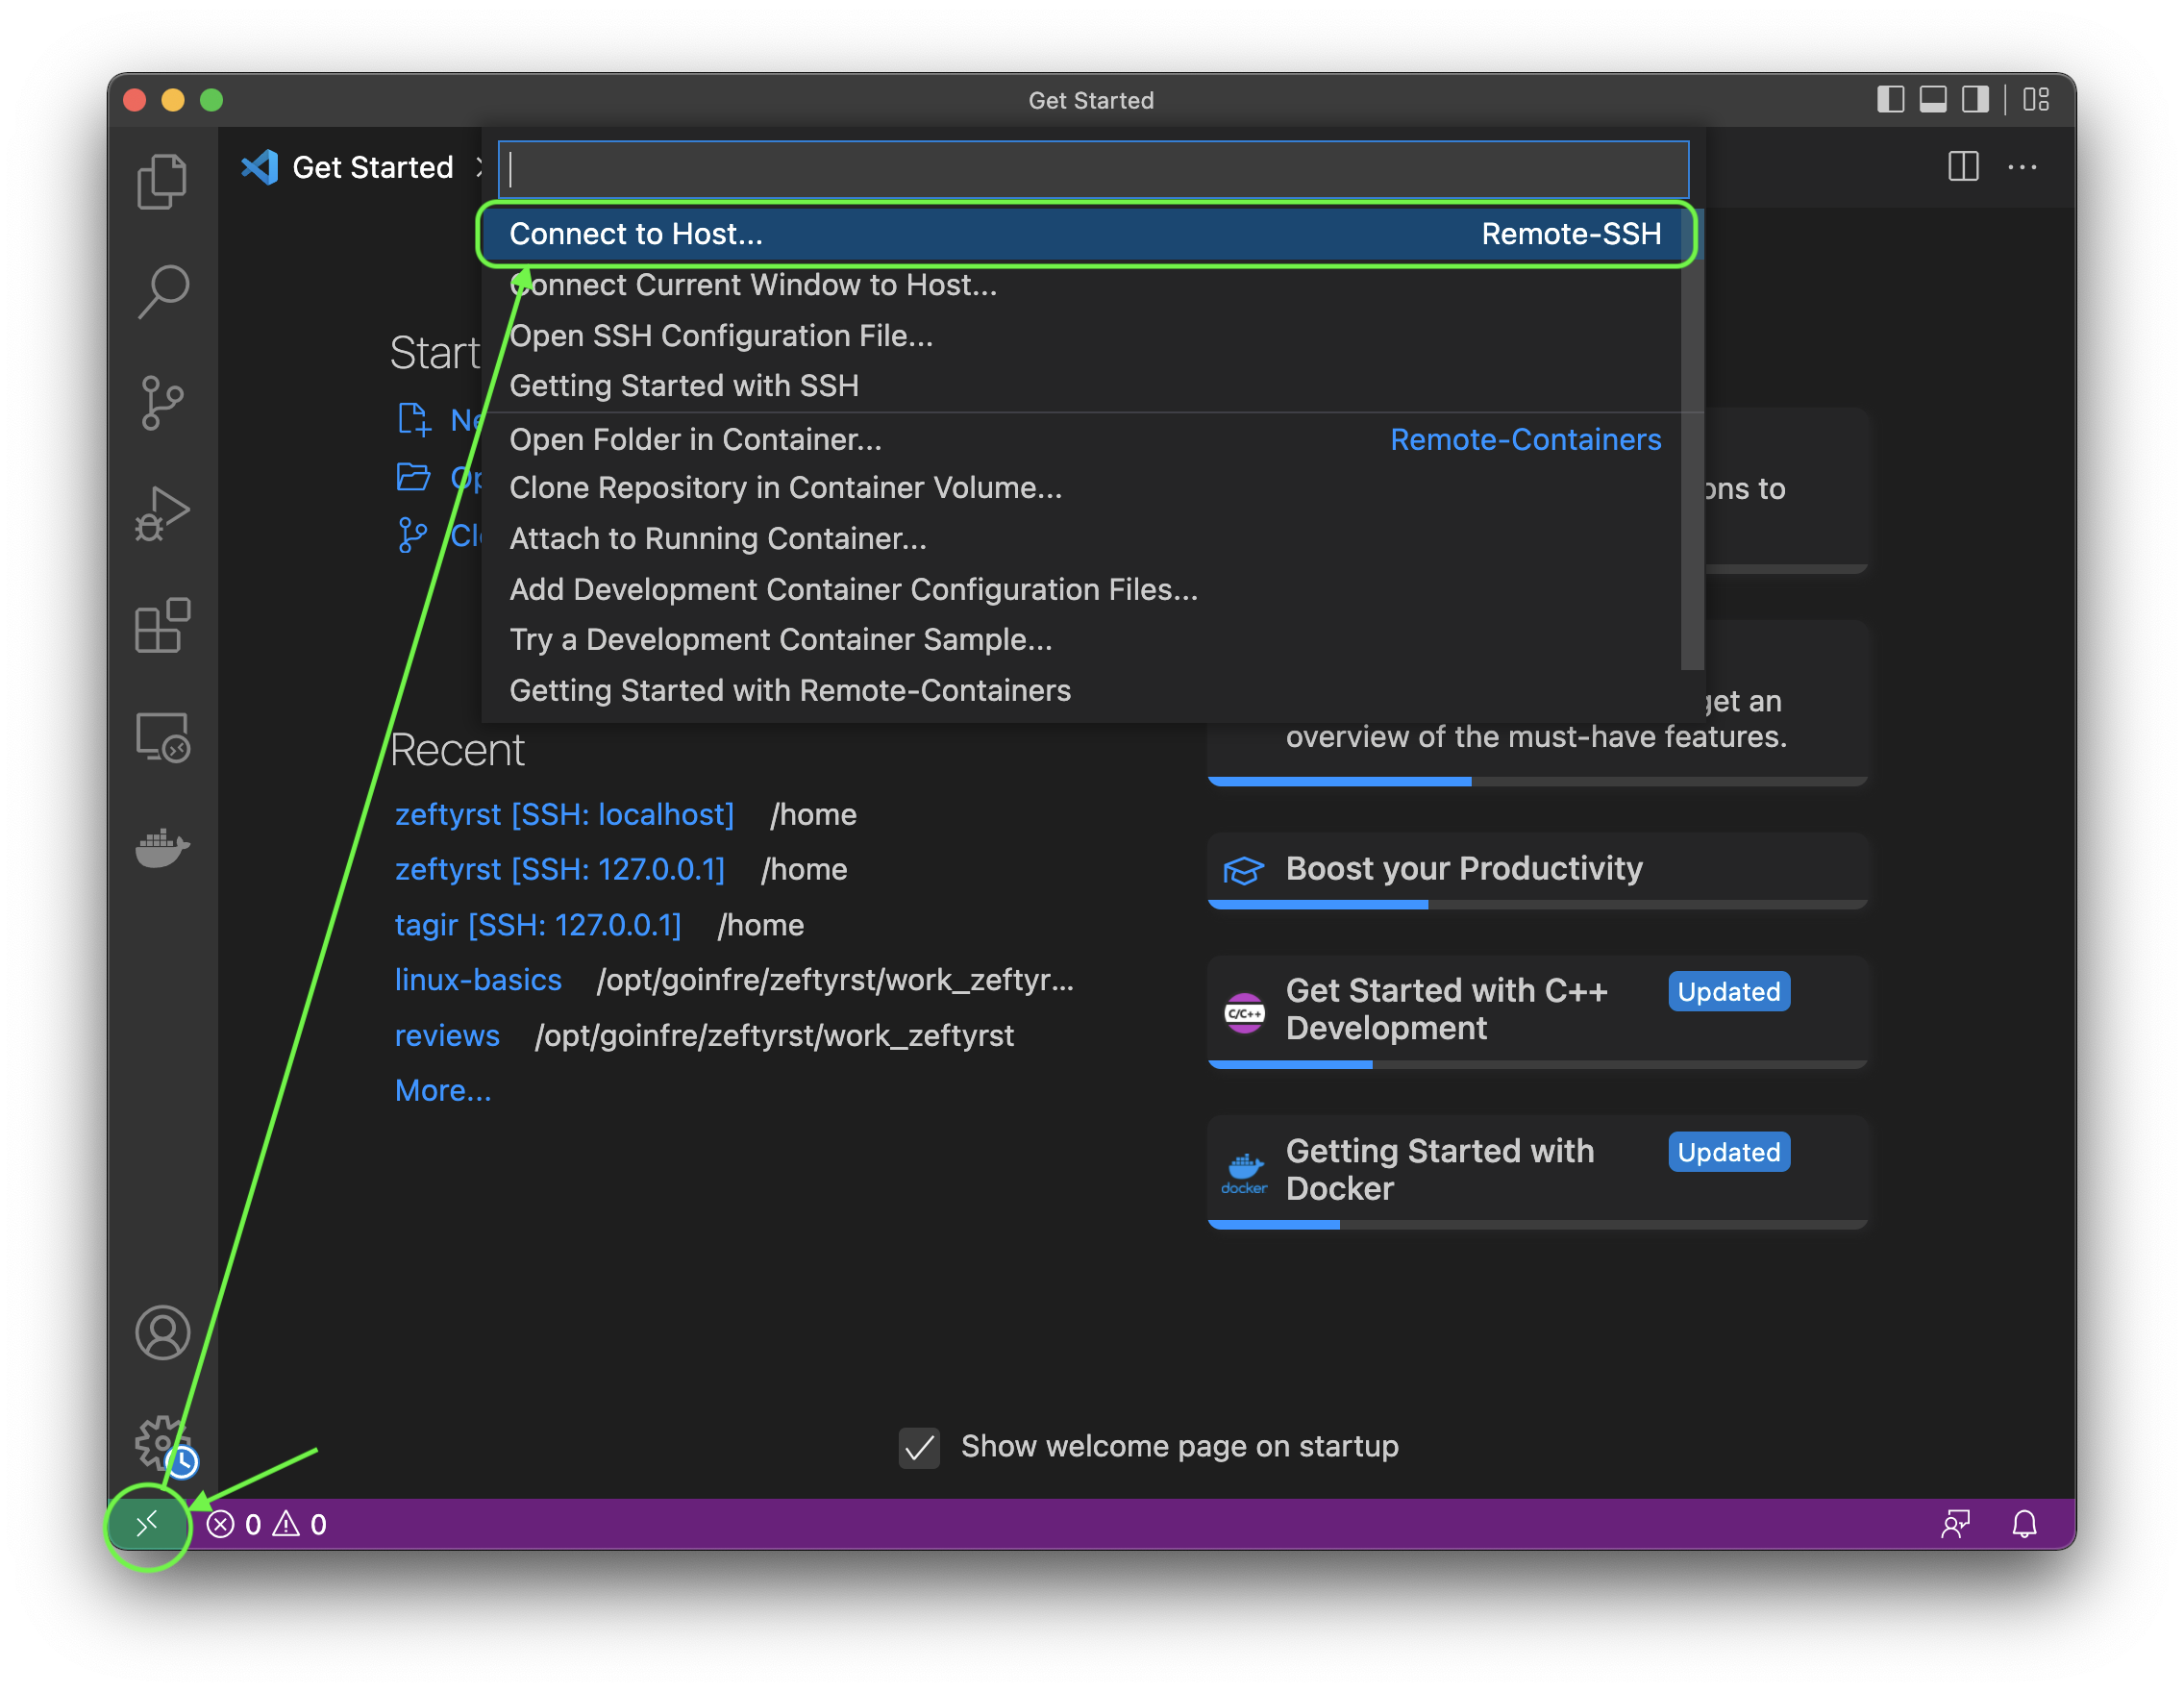 Get Started
Get Started
Connect to Host... Remote-SSH
Connect Current Window to Host...
Open SSH Configuration File...
Getting Started with SSH
Open Folder in Container... Remote-Containers
Clone Repository in Container Volume...
Attach to Running Container...
Add Development Container Configuration Files...
Try a Development Container Sample...
Getting Started with Remote-Containers
Start
Recent
zeftyrst [SSH: localhost] /home
zeftyrst [SSH: 127.0.0.1] /home
tagir [SSH: 127.0.0.1] /home
linux-basics /opt/goinfre/zeftyrst/work_zeftyr...
reviews /opt/goinfre/zeftyrst/work_zeftyrst
More...
to
get an
overview of the must-have features.
Boost your Productivity
C/C++
Get Started with C++
Development
Updated
docker
Getting Started with
Docker
Updated
Show welcome page on startup
0 0